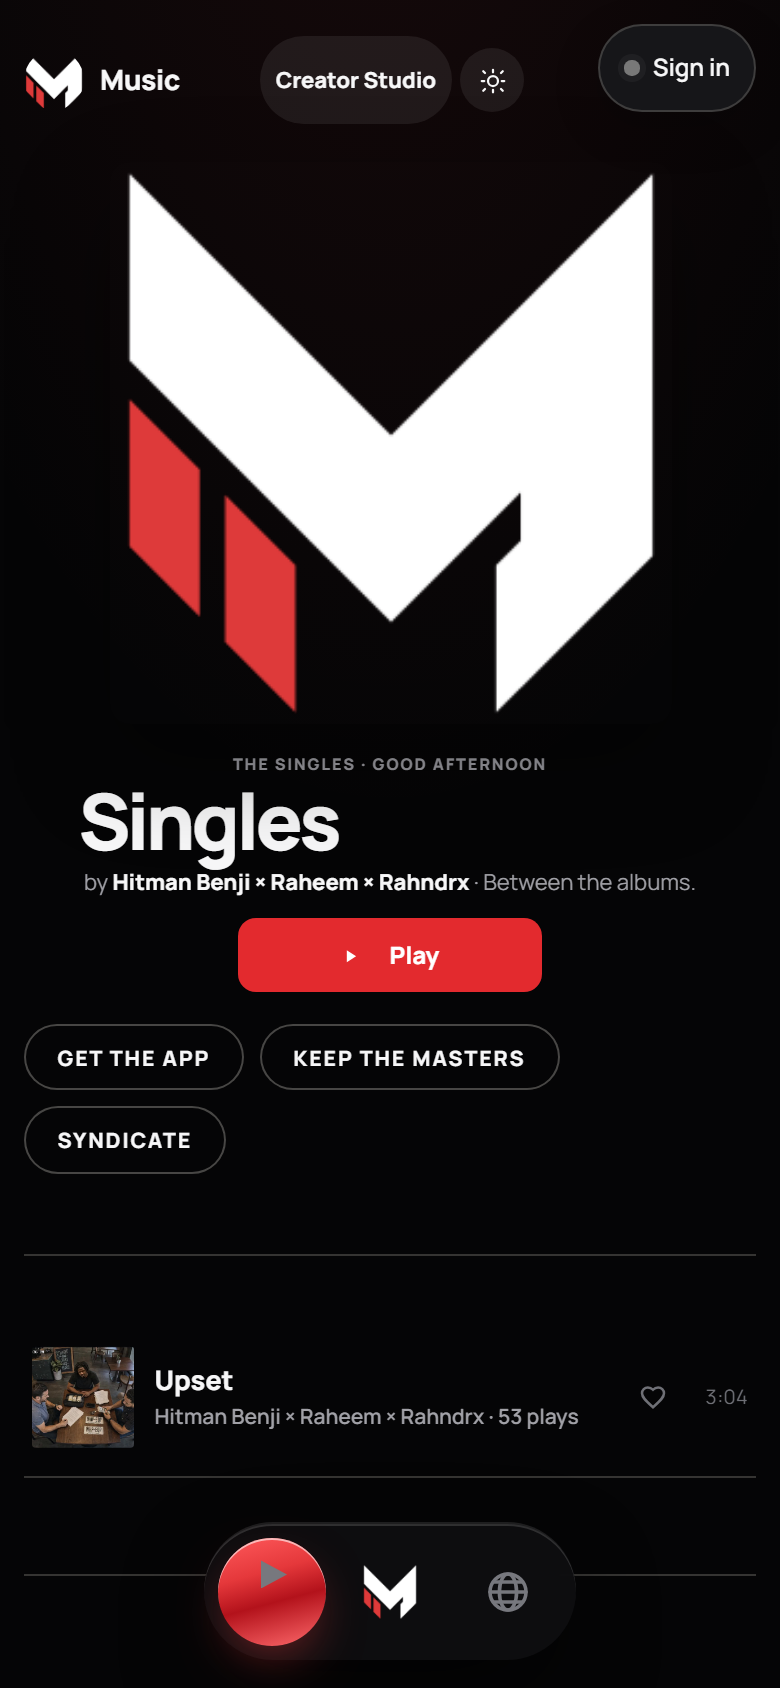 Music
Creator Studio
Sign in
THE SINGLES · GOOD AFTERNOON
Singles
by Hitman Benji × Raheem × Rahndrx · Between the albums.
Play
GET THE APP
KEEP THE MASTERS
SYNDICATE
Upset
Hitman Benji × Raheem × Rahndrx · 53 plays
3:04